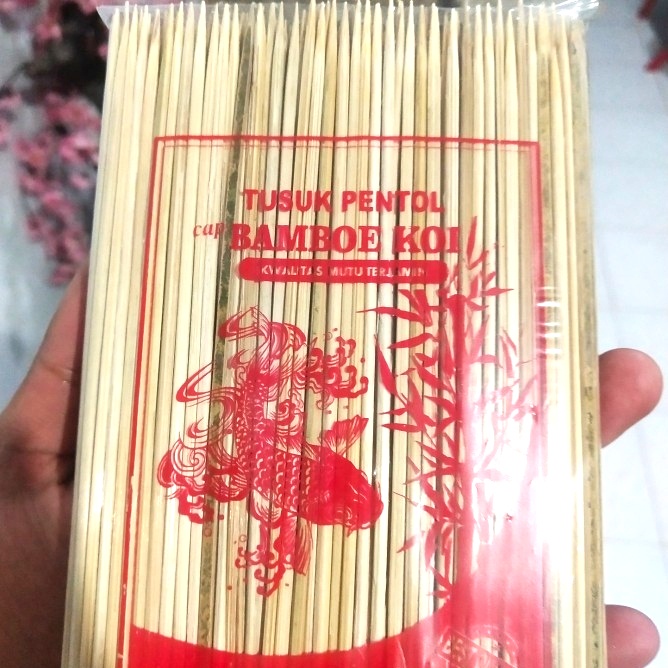 TUSUK PENTOL
cap BAMBOE KOI
KWALITAS MUTU TERJAMIN